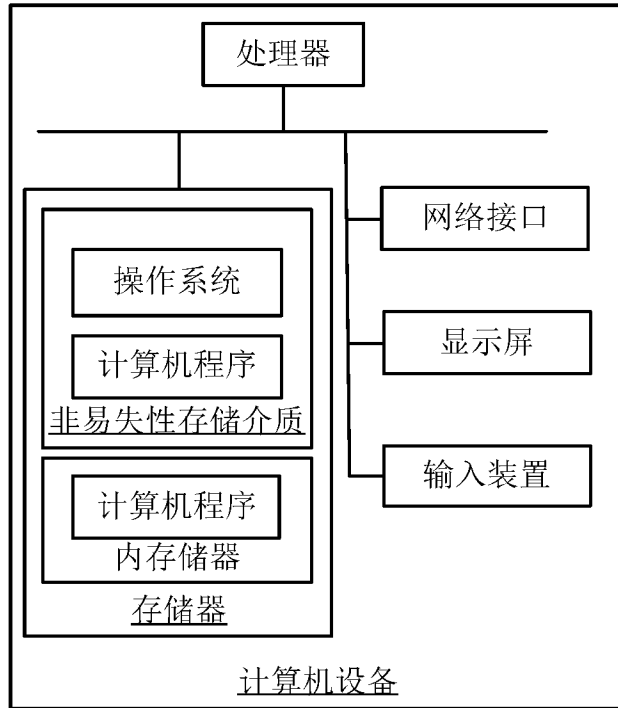 处理器
网络接口
操作系统
显示屏
计算机程序
非易失性存储介质
输入装置
计算机程序
内存储器
存储器
计算机设备